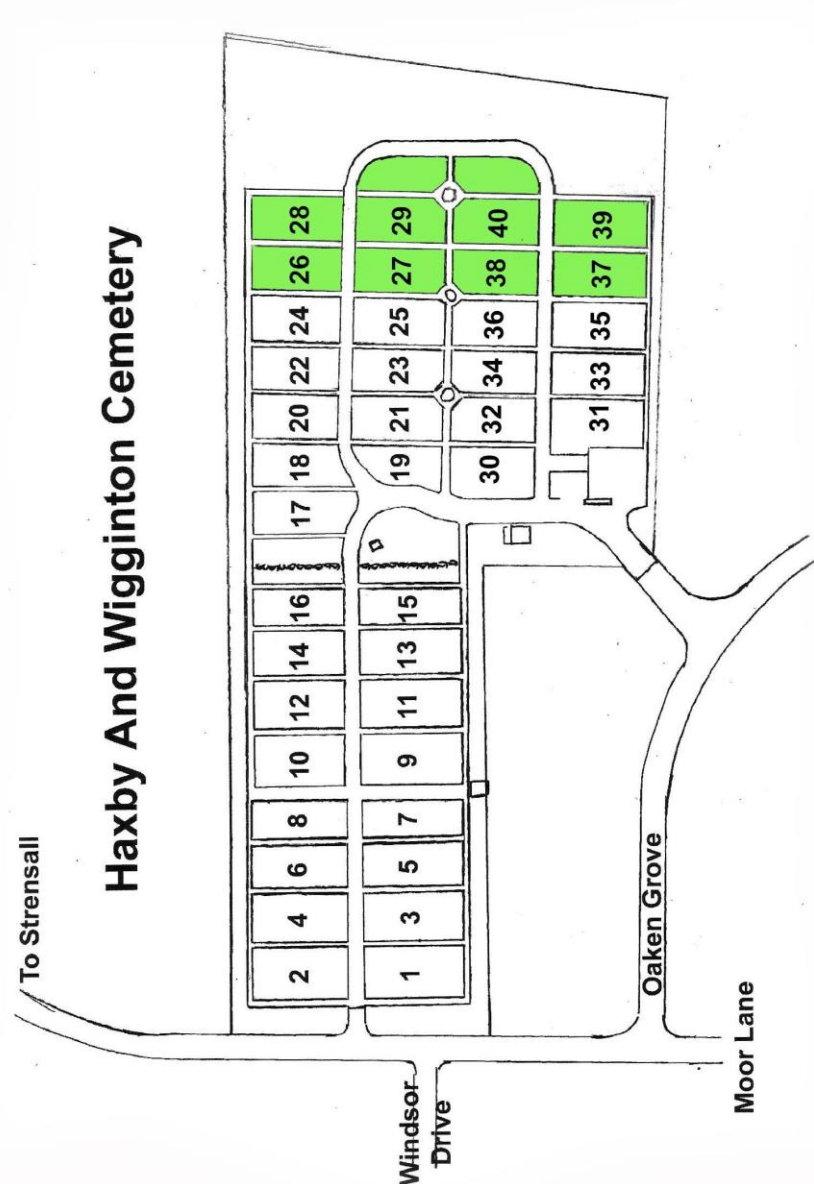 To Strensall
Haxby And Wigginton Cemetery
2 4 6 8 10 12 14 16 17 18 20 22 24 26 28
Windsor
Drive
1 3 5 7 9 11 13 15 19 21 23 25 27 29
30 32 34 36 38 40
31 33 35 37 39
Oaken Grove
Moor Lane